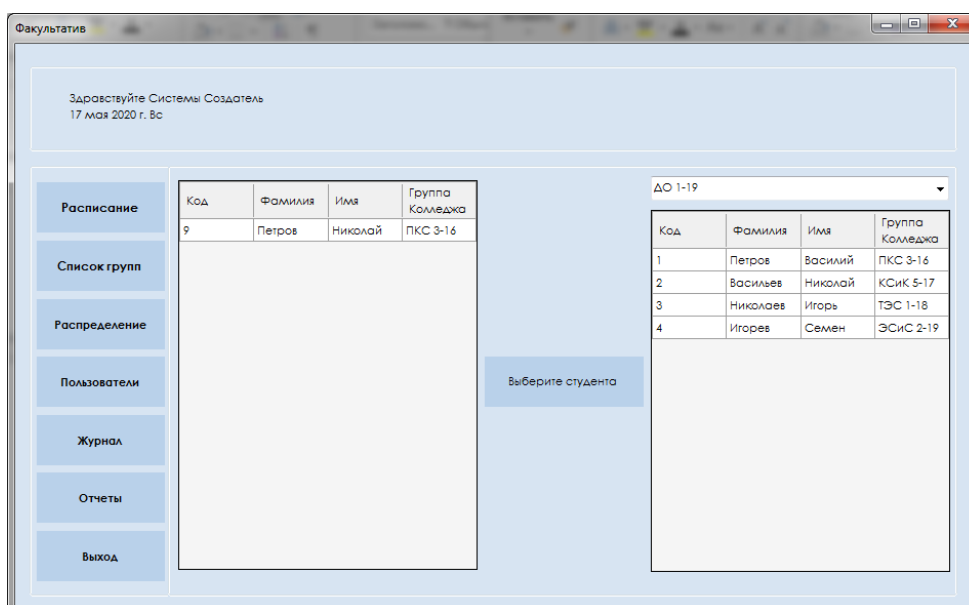 Факультатив
Здравствуйте Системы Создатель
17 мая 2020 г. Вс
Расписание
Список групп
Распределение
Пользователи
Журнал
Отчеты
Выход
Код Фамилия Имя Группа Колледжа
9 Петров Николай ПКС 3-16
Выберите студента
ДО 1-19
Код Фамилия Имя Группа Колледжа
1 Петров Василий ПКС 3-16
2 Васильев Николай КСиК 5-17
3 Николаев Игорь ТЭС 1-18
4 Игорев Семен ЭСиС 2-19